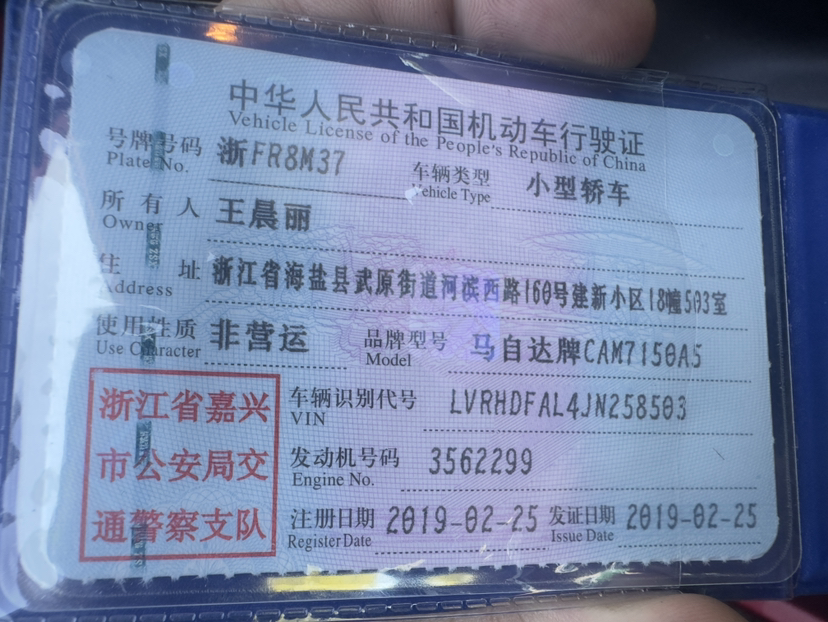 中华人民共和国机动车行驶证
Vehicle License of the People's Republic of China
号牌号码 浙FR8M37 车辆类型 小型轿车
Plate No. Vehicle Type
所有人 王晨丽
Owner
住址 浙江省海盐县武原街道河滨西路160号建新小区18幢503室
Address
使用性质 非营运 品牌型号 马自达牌CAM7150A5
Use Character Model
浙江省嘉兴
市公安局交
通警察支队
车辆识别代号 LVRHDFAL4JN258503
VIN
发动机号码 3562299
Engine No.
注册日期 2019-02-25 发证日期 2019-02-25
Register Date Issue Date